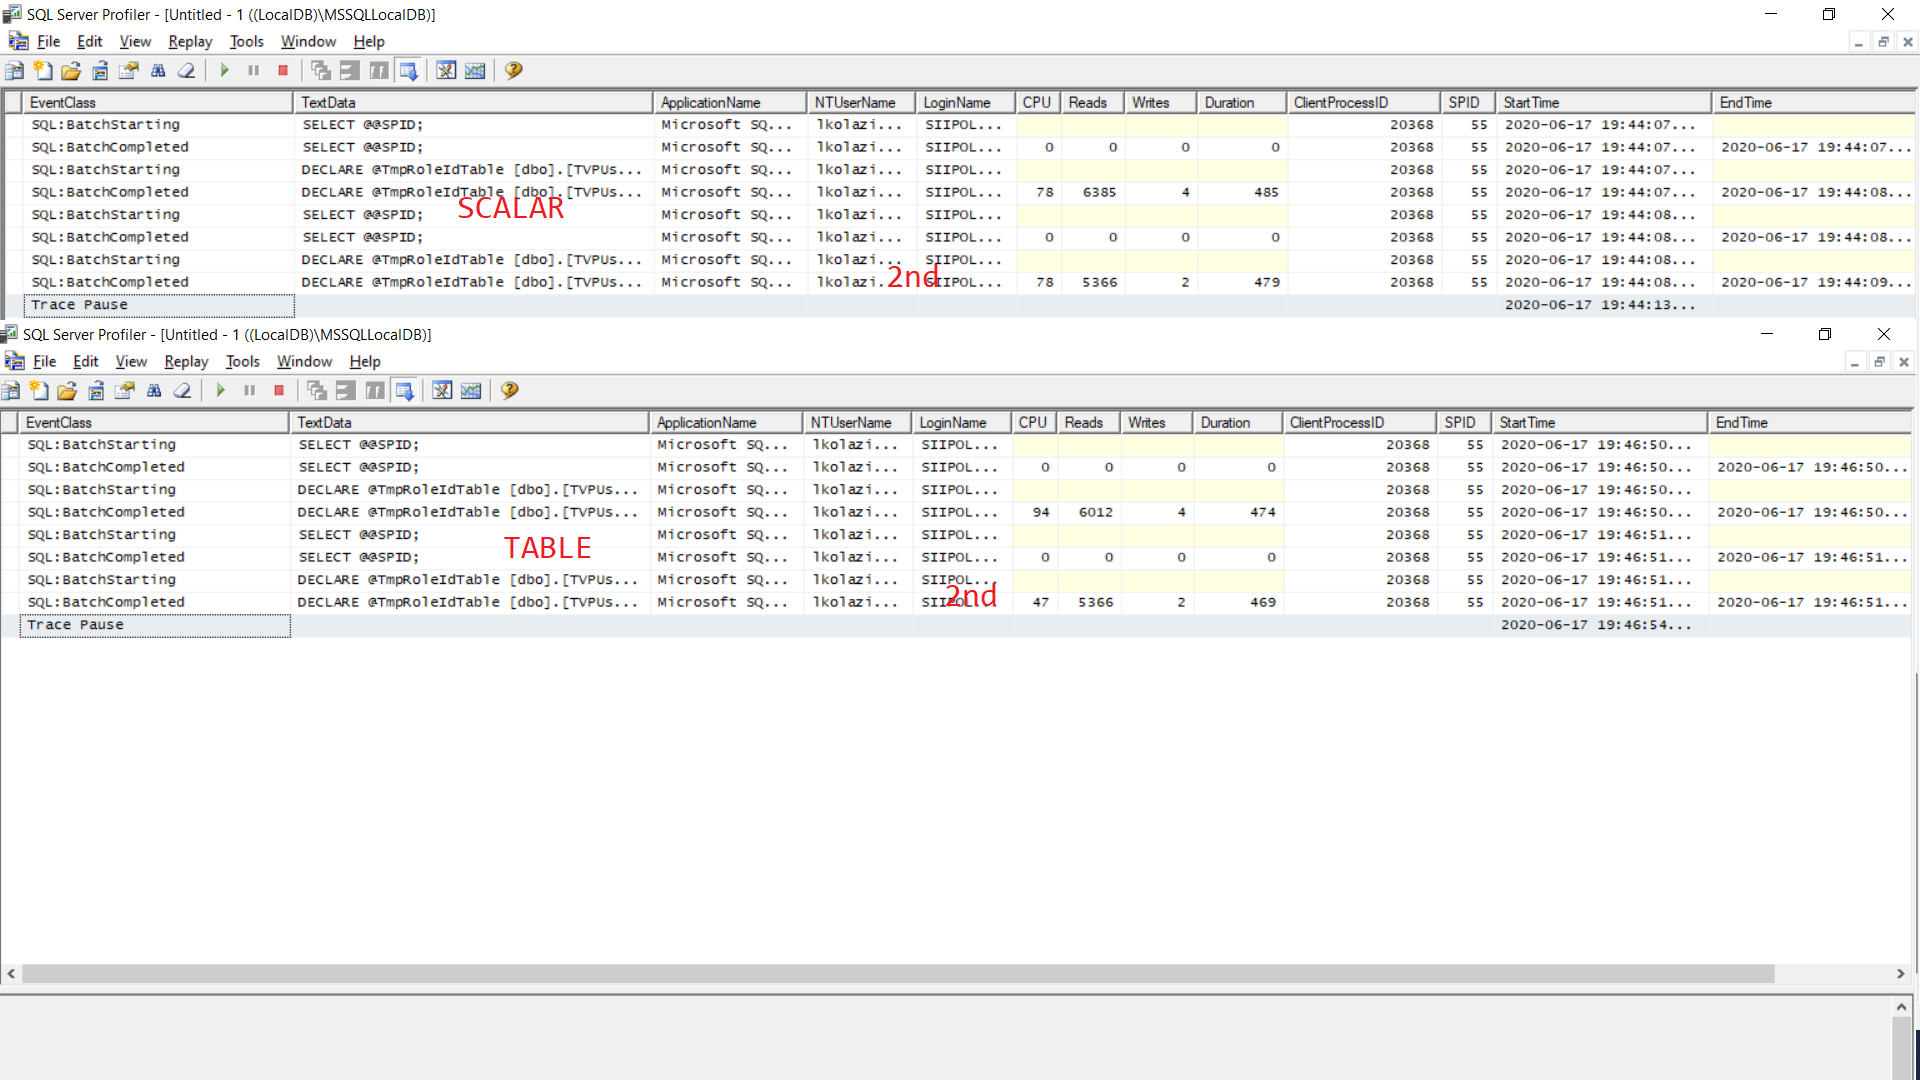 SQL Server Profiler - [Untitled - 1 ((LocalDB)\MSSQLLocalDB)]
File Edit View Replay Tools Window Help
EventClass TextData ApplicationName NTUserName LoginName CPU Reads Writes Duration ClientProcessID SPID StartTime EndTime
SQL:BatchStarting SELECT @@SPID; Microsoft SQ... lkolazi... SIIPOL... 20368 55 2020-06-17 19:44:07...
SQL:BatchCompleted SELECT @@SPID; Microsoft SQ... lkolazi... SIIPOL... 0 0 0 0 20368 55 2020-06-17 19:44:07... 2020-06-17 19:44:07...
SQL:BatchStarting DECLARE @TmpRoleIdTable [dbo].[TVPUs... Microsoft SQ... lkolazi... SIIPOL... 20368 55 2020-06-17 19:44:07...
SQL:BatchCompleted DECLARE @TmpRoleIdTable [dbo].[TVPUs... Microsoft SQ... lkolazi... SIIPOL... 78 6385 4 485 20368 55 2020-06-17 19:44:07... 2020-06-17 19:44:08...
SCALAR
SQL:BatchStarting SELECT @@SPID; Microsoft SQ... lkolazi... SIIPOL... 20368 55 2020-06-17 19:44:08...
SQL:BatchCompleted SELECT @@SPID; Microsoft SQ... lkolazi... SIIPOL... 0 0 0 0 20368 55 2020-06-17 19:44:08... 2020-06-17 19:44:08...
SQL:BatchStarting DECLARE @TmpRoleIdTable [dbo].[TVPUs... Microsoft SQ... lkolazi... SIIPOL... 20368 55 2020-06-17 19:44:08...
2nd
SQL:BatchCompleted DECLARE @TmpRoleIdTable [dbo].[TVPUs... Microsoft SQ... lkolazi... SIIPOL... 78 5366 2 479 20368 55 2020-06-17 19:44:08... 2020-06-17 19:44:09...
Trace Pause 2020-06-17 19:44:13...
SQL Server Profiler - [Untitled - 1 ((LocalDB)\MSSQLLocalDB)]
File Edit View Replay Tools Window Help
EventClass TextData ApplicationName NTUserName LoginName CPU Reads Writes Duration ClientProcessID SPID StartTime EndTime
SQL:BatchStarting SELECT @@SPID; Microsoft SQ... lkolazi... SIIPOL... 20368 55 2020-06-17 19:46:50...
SQL:BatchCompleted SELECT @@SPID; Microsoft SQ... lkolazi... SIIPOL... 0 0 0 0 20368 55 2020-06-17 19:46:50... 2020-06-17 19:46:50...
SQL:BatchStarting DECLARE @TmpRoleIdTable [dbo].[TVPUs... Microsoft SQ... lkolazi... SIIPOL... 20368 55 2020-06-17 19:46:50...
SQL:BatchCompleted DECLARE @TmpRoleIdTable [dbo].[TVPUs... Microsoft SQ... lkolazi... SIIPOL... 94 6012 4 474 20368 55 2020-06-17 19:46:50... 2020-06-17 19:46:50...
SQL:BatchStarting SELECT @@SPID; Microsoft SQ... lkolazi... SIIPOL... 20368 55 2020-06-17 19:46:51...
TABLE
SQL:BatchCompleted SELECT @@SPID; Microsoft SQ... lkolazi... SIIPOL... 0 0 0 0 20368 55 2020-06-17 19:46:51... 2020-06-17 19:46:51...
SQL:BatchStarting DECLARE @TmpRoleIdTable [dbo].[TVPUs... Microsoft SQ... lkolazi... SIIPOL... 20368 55 2020-06-17 19:46:51...
2nd
SQL:BatchCompleted DECLARE @TmpRoleIdTable [dbo].[TVPUs... Microsoft SQ... lkolazi... SIIPOL... 47 5366 2 469 20368 55 2020-06-17 19:46:51... 2020-06-17 19:46:51...
Trace Pause 2020-06-17 19:46:54...